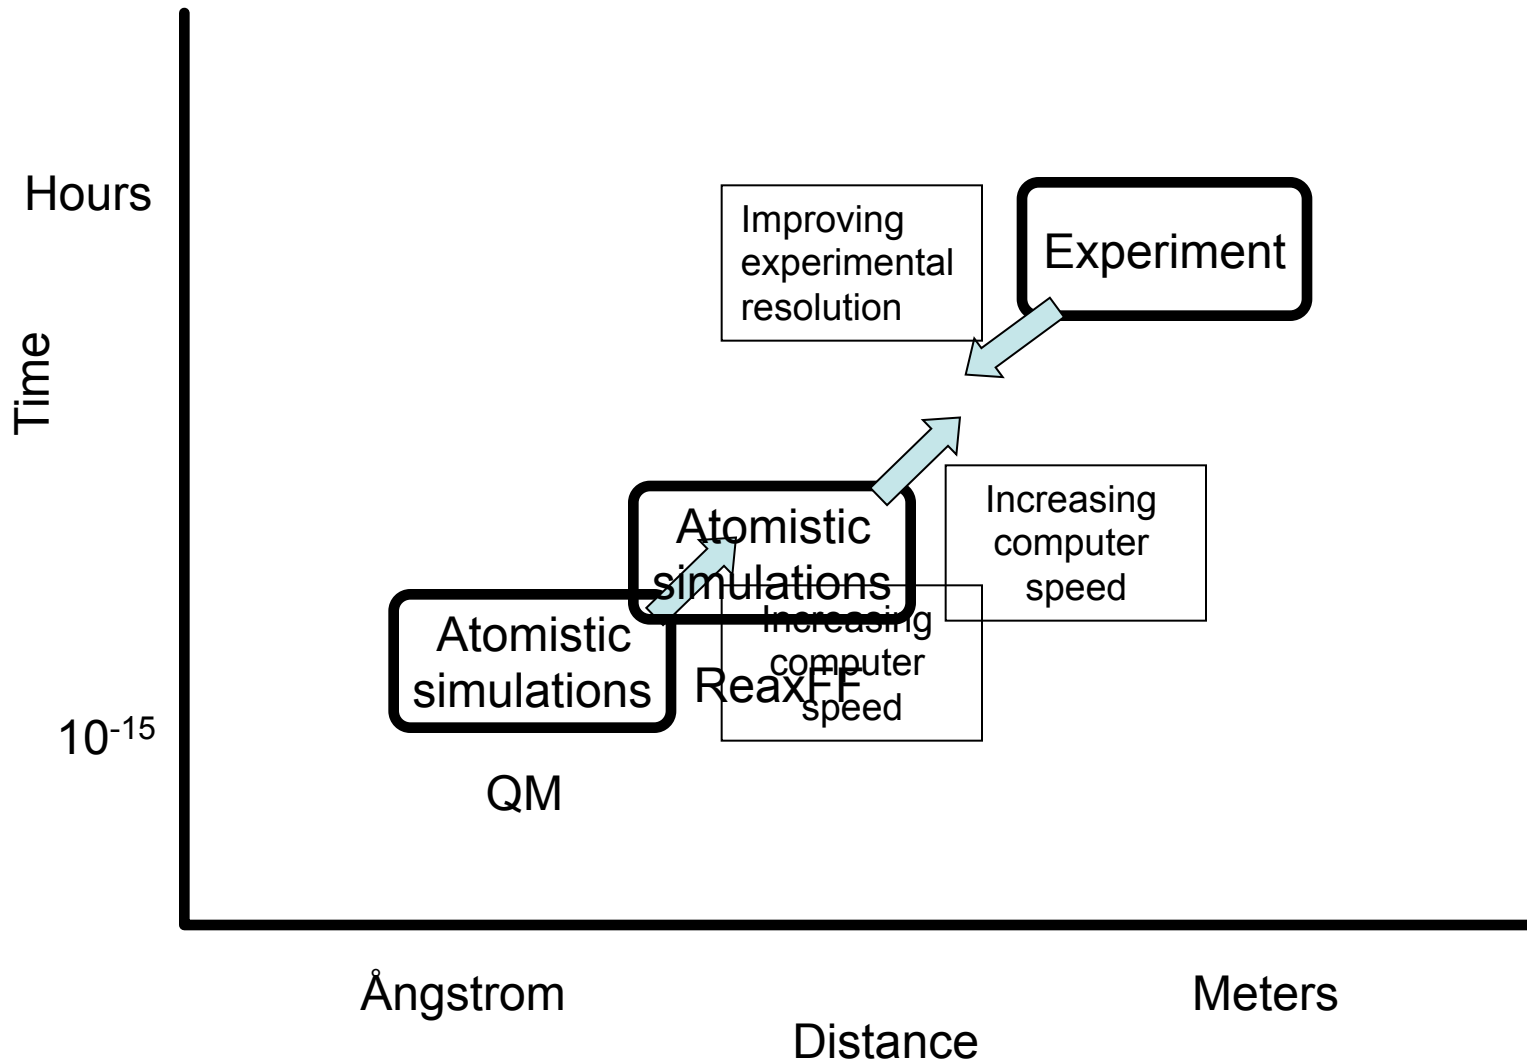 Hours
Time
Improving
experimental
resolution
Experiment
Atomistic
simulations
Increasing
computer
speed
Atomistic
simulations
ReaxFF
Increasing
computer
speed
10⁻¹⁵
QM
Ångstrom
Meters
Distance